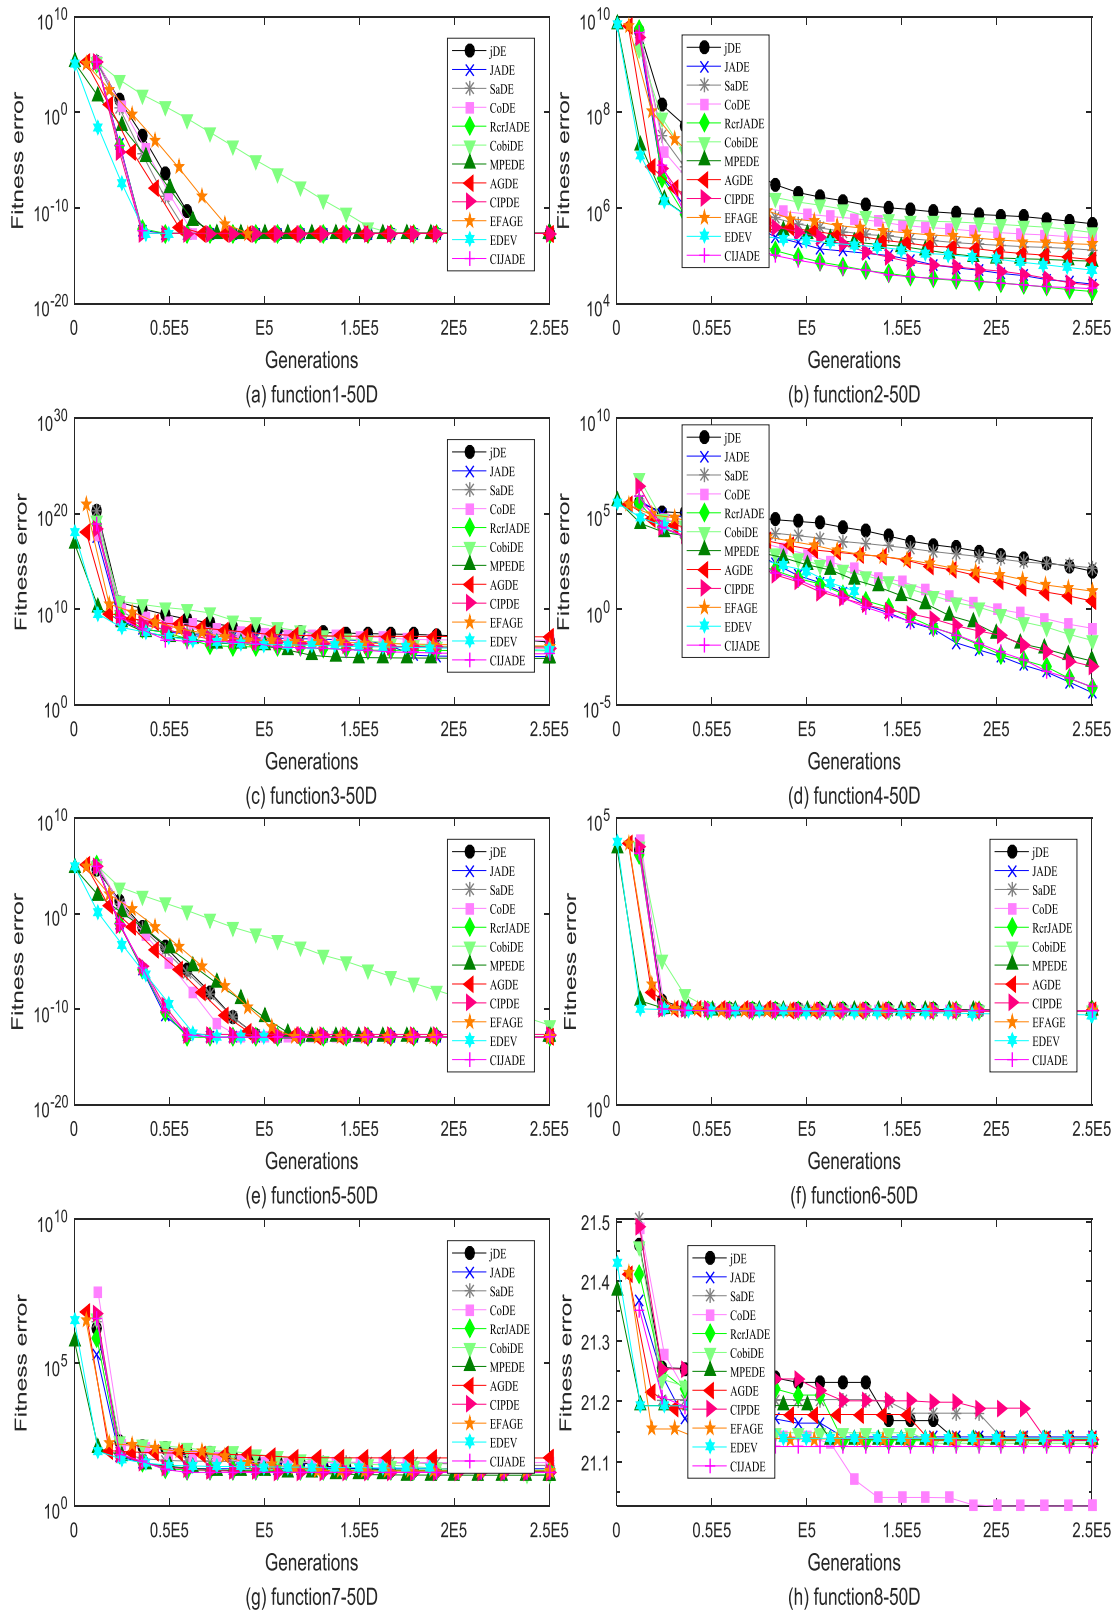 10^10
10^0
10^-10
10^-20
Fitness error
0
0.5E5
E5
1.5E5
2E5
2.5E5
Generations
(a) function1-50D
jDE
JADE
SaDE
CoDE
RcrJADE
CobiDE
MPEDE
AGDE
CIPDE
EFAGE
EDEV
CIJADE
10^10
10^8
10^6
10^4
Fitness error
0
0.5E5
E5
1.5E5
2E5
2.5E5
Generations
(b) function2-50D
jDE
JADE
SaDE
CoDE
RcrJADE
CobiDE
MPEDE
AGDE
CIPDE
EFAGE
EDEV
CIJADE
10^30
10^20
10^10
10^0
Fitness error
0
0.5E5
E5
1.5E5
2E5
2.5E5
Generations
(c) function3-50D
jDE
JADE
SaDE
CoDE
RcrJADE
CobiDE
MPEDE
AGDE
CIPDE
EFAGE
EDEV
CIJADE
10^10
10^5
10^0
10^-5
Fitness error
0
0.5E5
E5
1.5E5
2E5
2.5E5
Generations
(d) function4-50D
jDE
JADE
SaDE
CoDE
RcrJADE
CobiDE
MPEDE
AGDE
CIPDE
EFAGE
EDEV
CIJADE
10^10
10^0
10^-10
10^-20
Fitness error
0
0.5E5
E5
1.5E5
2E5
2.5E5
Generations
(e) function5-50D
jDE
JADE
SaDE
CoDE
RcrJADE
CobiDE
MPEDE
AGDE
CIPDE
EFAGE
EDEV
CIJADE
10^5
10^0
Fitness error
0
0.5E5
E5
1.5E5
2E5
2.5E5
Generations
(f) function6-50D
jDE
JADE
SaDE
CoDE
RcrJADE
CobiDE
MPEDE
AGDE
CIPDE
EFAGE
EDEV
CIJADE
10^10
10^5
10^0
Fitness error
0
0.5E5
E5
1.5E5
2E5
2.5E5
Generations
(g) function7-50D
jDE
JADE
SaDE
CoDE
RcrJADE
CobiDE
MPEDE
AGDE
CIPDE
EFAGE
EDEV
CIJADE
21.5
21.4
21.3
21.2
21.1
Fitness error
0
0.5E5
E5
1.5E5
2E5
2.5E5
Generations
(h) function8-50D
jDE
JADE
SaDE
CoDE
RcrJADE
CobiDE
MPEDE
AGDE
CIPDE
EFAGE
EDEV
CIJADE